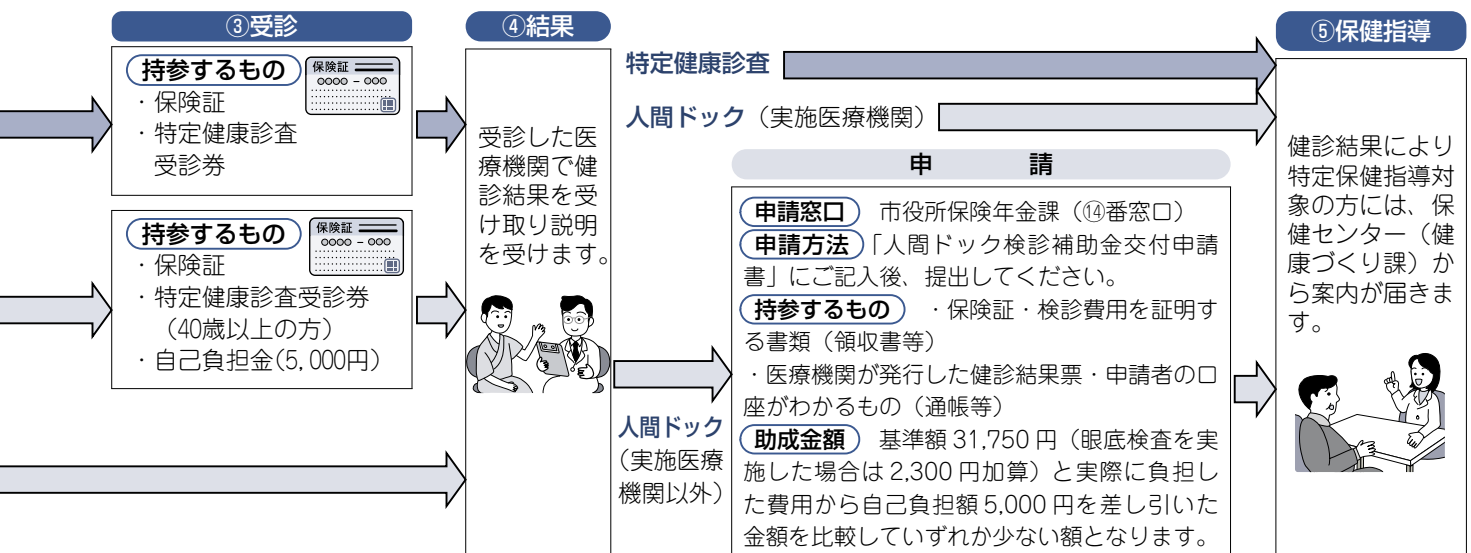 ③受診
持参するもの
保険証
○○○○ − ○○○
・保険証
・特定健康診査
受診券
持参するもの
保険証
○○○○ − ○○○
・保険証
・特定健康診査受診券
（40歳以上の方）
・自己負担金(5,000円)
④結果
受診した医
療機関で健
診結果を受
け取り説明
を受けます。
特定健康診査
人間ドック（実施医療機関）
人間ドック
（実施医療
機関以外）
申　請
申請窓口　市役所保険年金課（⑭番窓口）
申請方法「人間ドック検診補助金交付申請
書」にご記入後、提出してください。
持参するもの　・保険証・検診費用を証明す
る書類（領収書等）
・医療機関が発行した健診結果票・申請者の口
座がわかるもの（通帳等）
助成金額　基準額 31,750 円（眼底検査を実
施した場合は 2,300 円加算）と実際に負担し
た費用から自己負担額 5,000 円を差し引いた
金額を比較していずれか少ない額となります。
⑤保健指導
健診結果により
特定保健指導対
象の方には、保
健センター（健
康づくり課）か
ら案内が届きま
す。